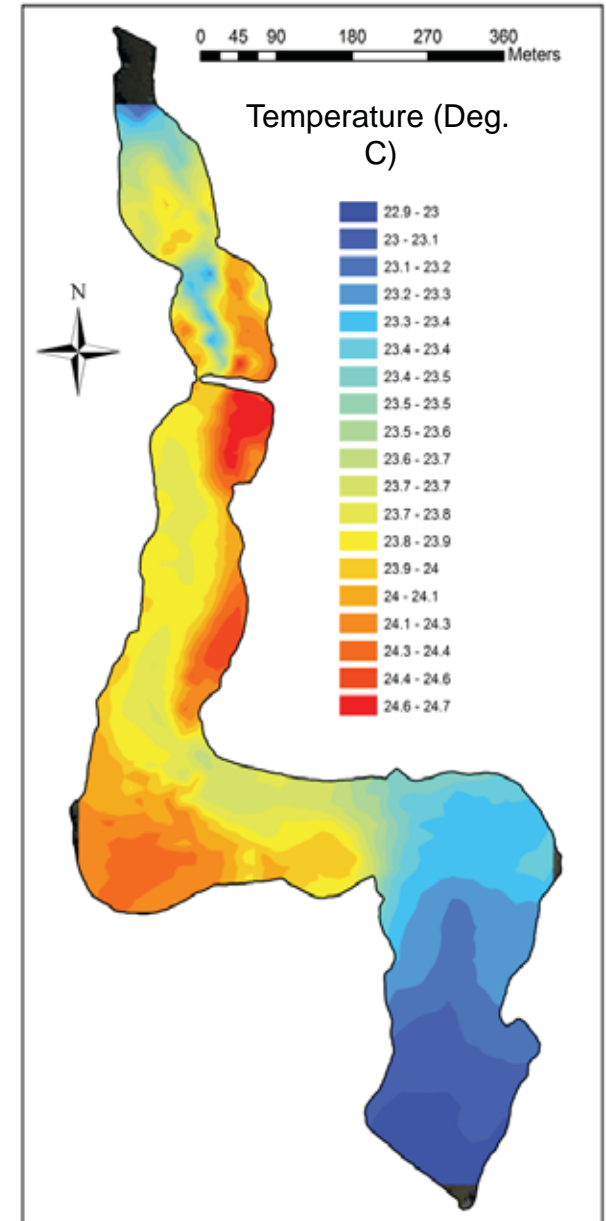 0 45 90 180 270 360
Meters
Temperature (Deg.
C)
22.9 - 23
23 - 23.1
23.1 - 23.2
23.2 - 23.3
23.3 - 23.4
23.4 - 23.4
23.4 - 23.5
23.5 - 23.5
23.5 - 23.6
23.6 - 23.7
23.7 - 23.7
23.7 - 23.8
23.8 - 23.9
23.9 - 24
24 - 24.1
24.1 - 24.3
24.3 - 24.4
24.4 - 24.6
24.6 - 24.7
N